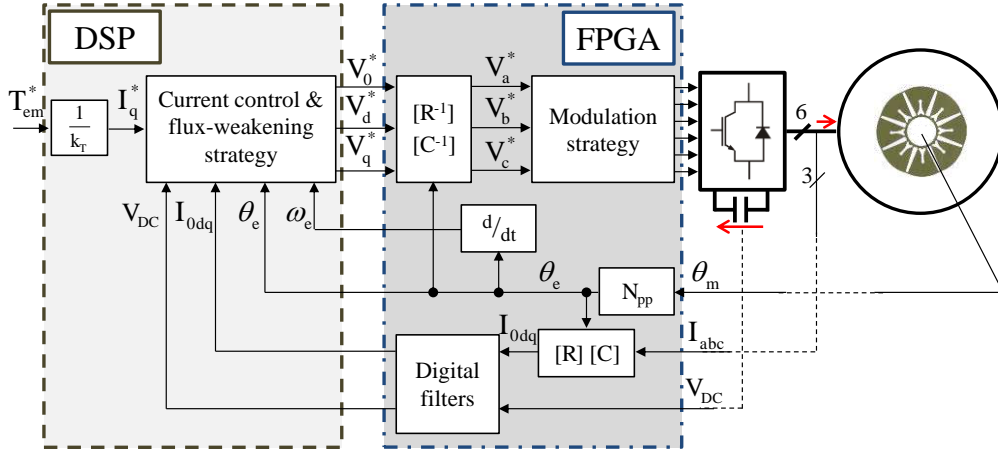 DSP
FPGA
T*em
1
kT
I*q
Current control &
flux-weakening
strategy
V*0
V*d
V*q
[R-1]
[C-1]
V*a
V*b
V*c
Modulation
strategy
6
3
VDC
I0dq
θe
ωe
d/dt
θe
Npp
θm
I0dq
[R] [C]
Iabc
Digital
filters
VDC